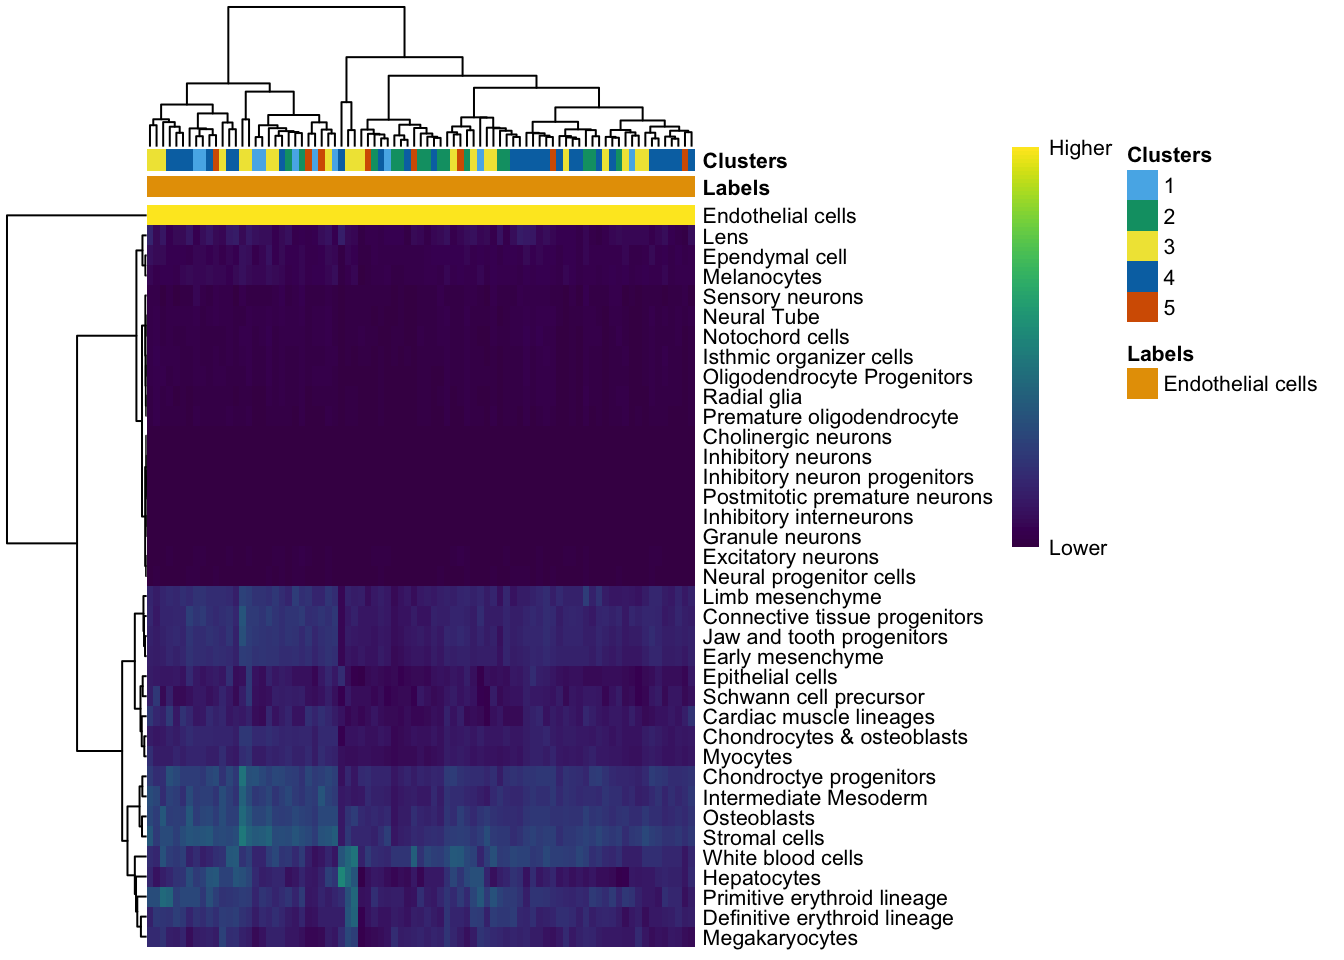 Clusters
Labels
Endothelial cells
Lens
Ependymal cell
Melanocytes
Sensory neurons
Neural Tube
Notochord cells
Isthmic organizer cells
Oligodendrocyte Progenitors
Radial glia
Premature oligodendrocyte
Cholinergic neurons
Inhibitory neurons
Inhibitory neuron progenitors
Postmitotic premature neurons
Inhibitory interneurons
Granule neurons
Excitatory neurons
Neural progenitor cells
Limb mesenchyme
Connective tissue progenitors
Jaw and tooth progenitors
Early mesenchyme
Epithelial cells
Schwann cell precursor
Cardiac muscle lineages
Chondrocytes & osteoblasts
Myocytes
Chondroctye progenitors
Intermediate Mesoderm
Osteoblasts
Stromal cells
White blood cells
Hepatocytes
Primitive erythroid lineage
Definitive erythroid lineage
Megakaryocytes
Higher
Lower
Clusters
1
2
3
4
5
Labels
Endothelial cells